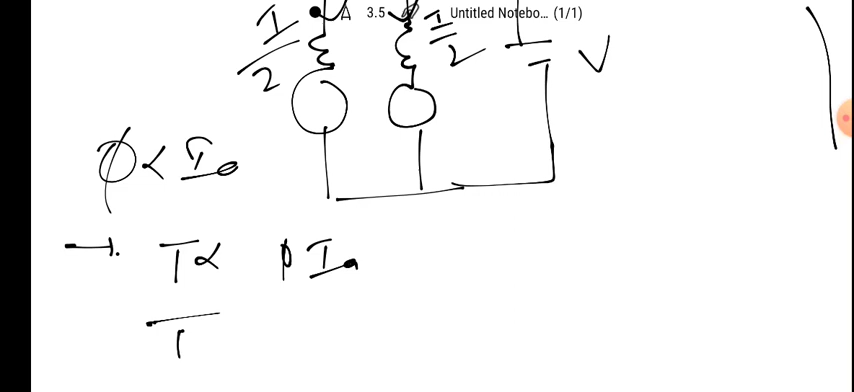 3.5 Untitled Notebo... (1/1)
I/2 I/2 V
ϕ ∝ Ia
T ∝ ϕ Ia
T